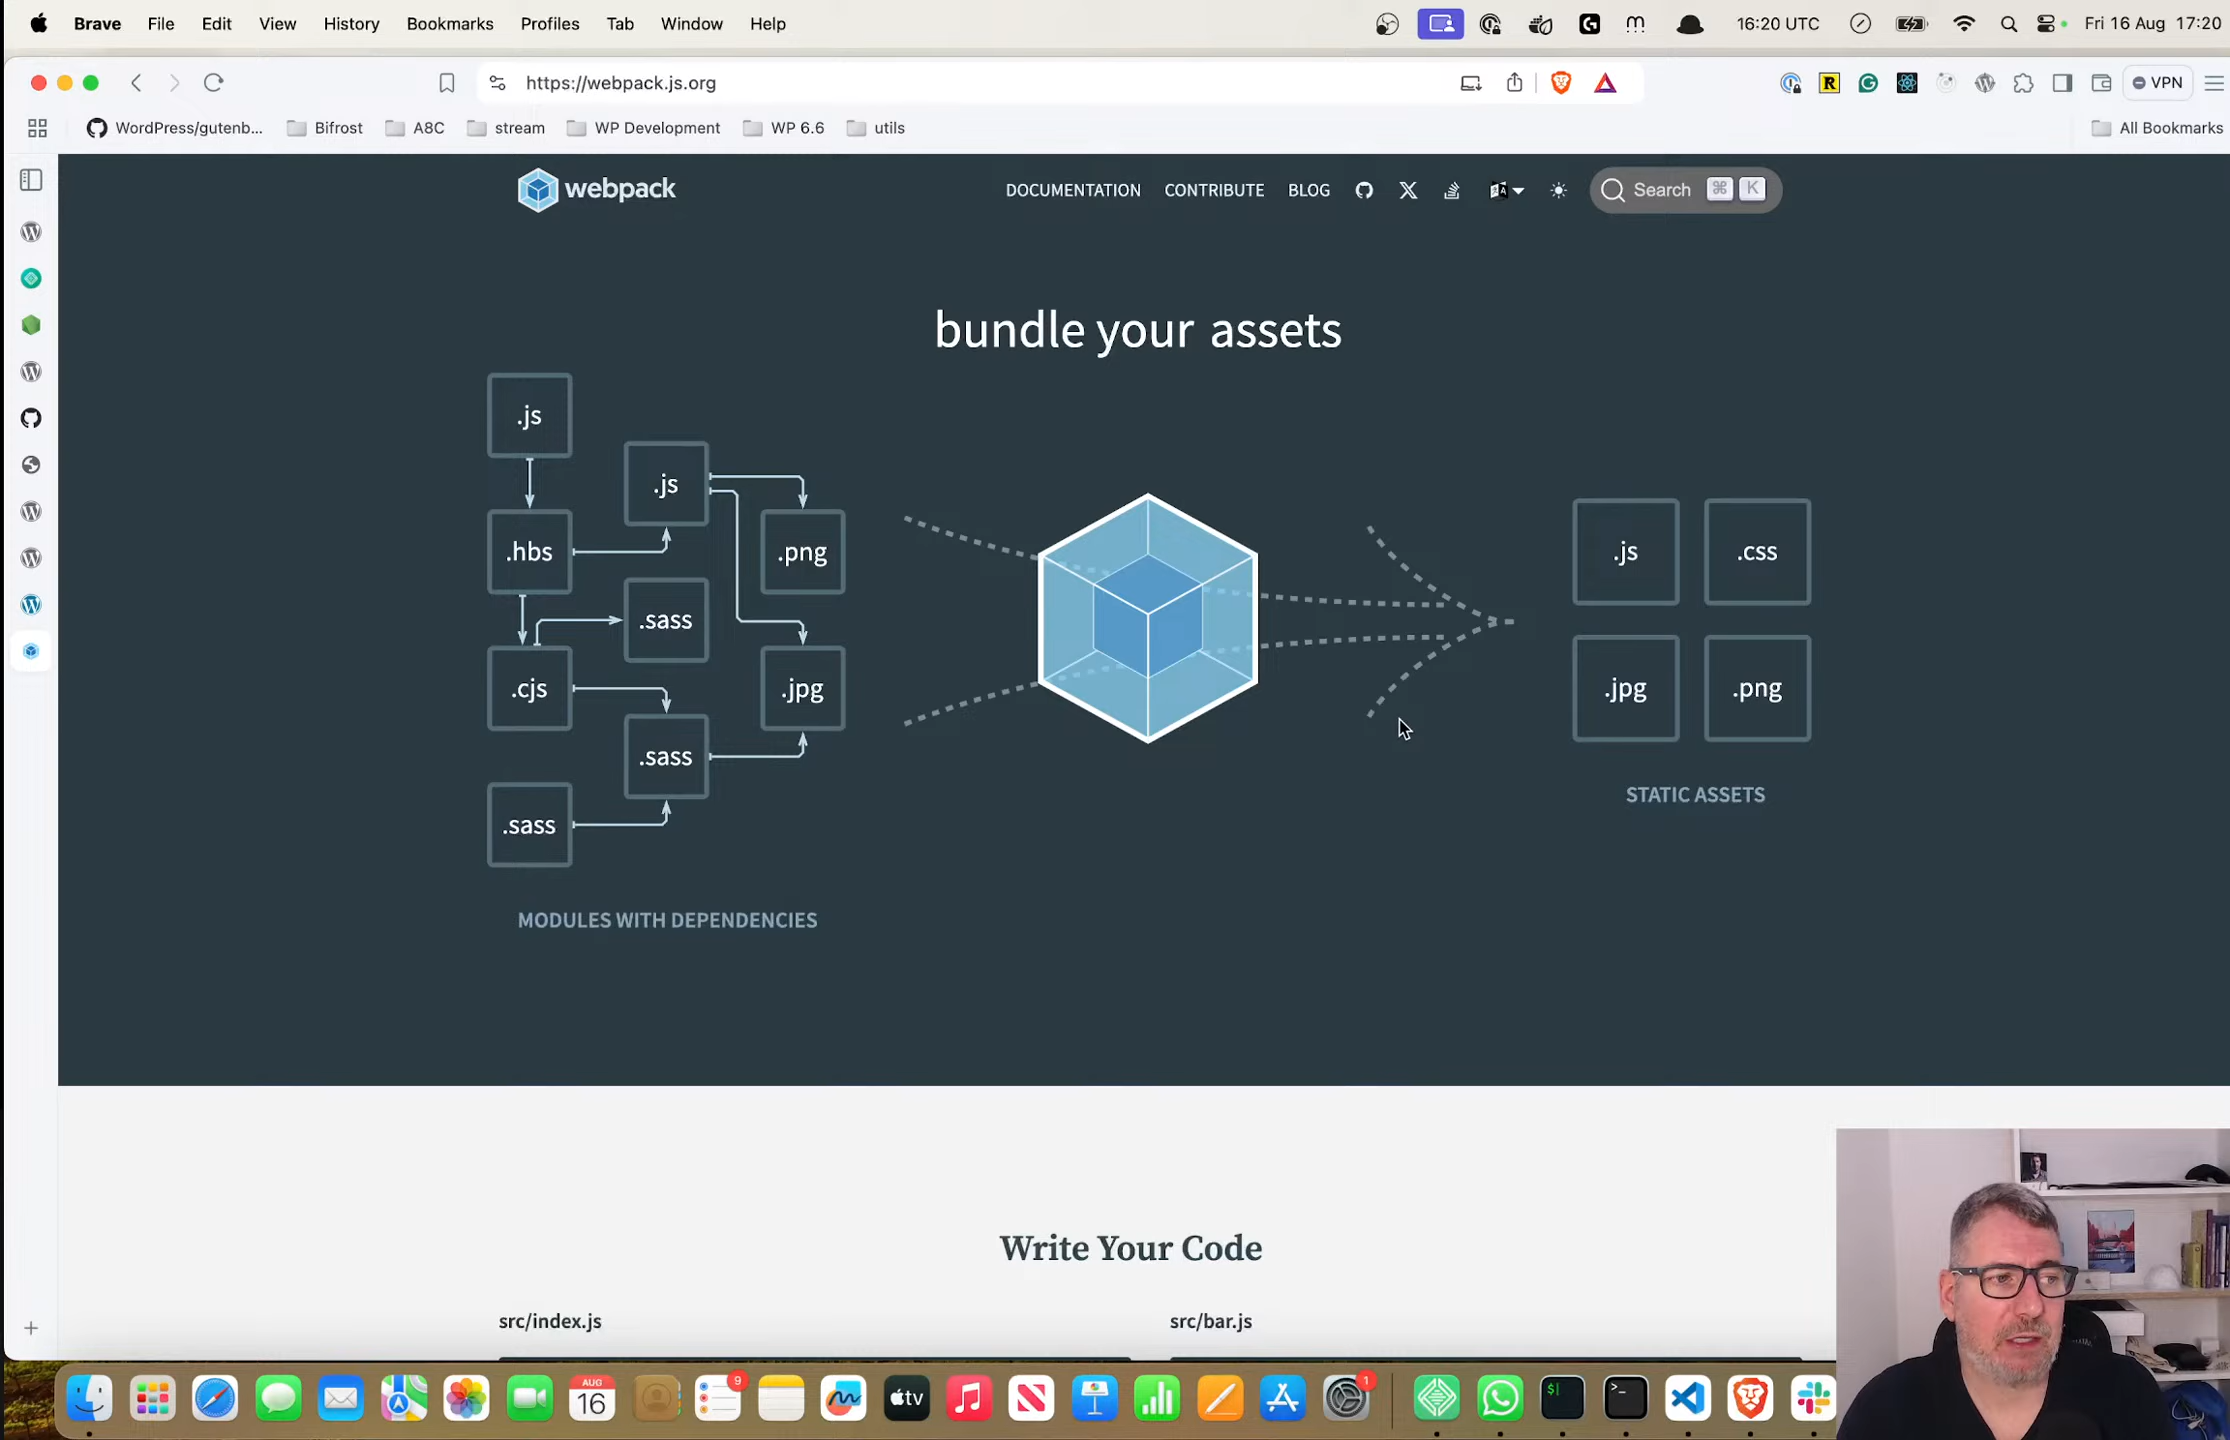 Brave File Edit View History Bookmarks Profiles Tab Window Help 16:20 UTC Fri 16 Aug 17:20
https://webpack.js.org VPN
WordPress/gutenb... Bifrost A8C stream WP Development WP 6.6 utils All Bookmarks
webpack DOCUMENTATION CONTRIBUTE BLOG Search ⌘ K
bundle your assets
.js
.js
.hbs
.png
.sass
.cjs
.jpg
.sass
.sass
MODULES WITH DEPENDENCIES
.js .css
.jpg .png
STATIC ASSETS
Write Your Code
src/index.js src/bar.js
AUG
16
9
tv
1